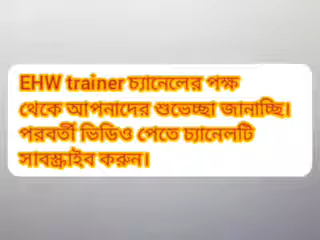 EHW trainer চ্যানেলের পক্ষ
থেকে আপনাদের শুভেচ্ছা জানাচ্ছি।
পরবর্তী ভিডিও পেতে চ্যানেলটি
সাবস্ক্রাইব করুন।